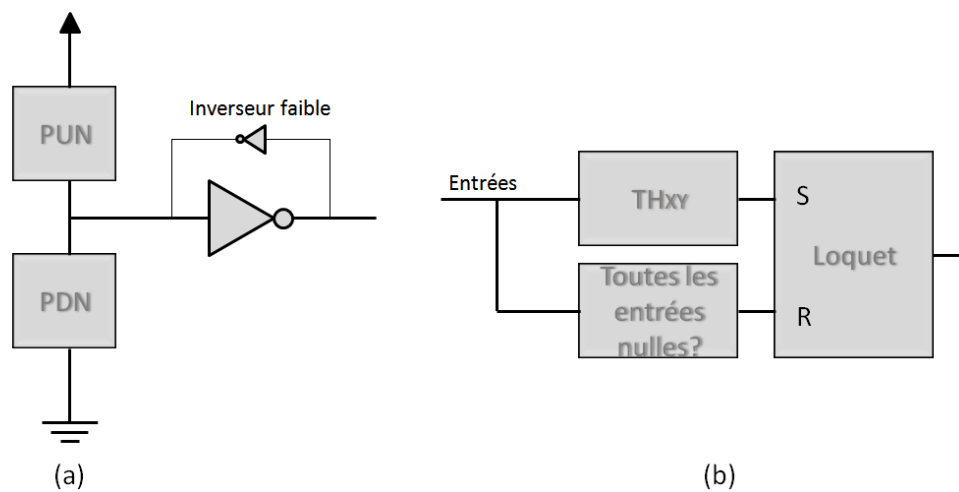 PUN
Inverseur faible
PDN
(a)
Entrées
THXY
S
Toutes les
entrées
nulles?
R
Loquet
(b)